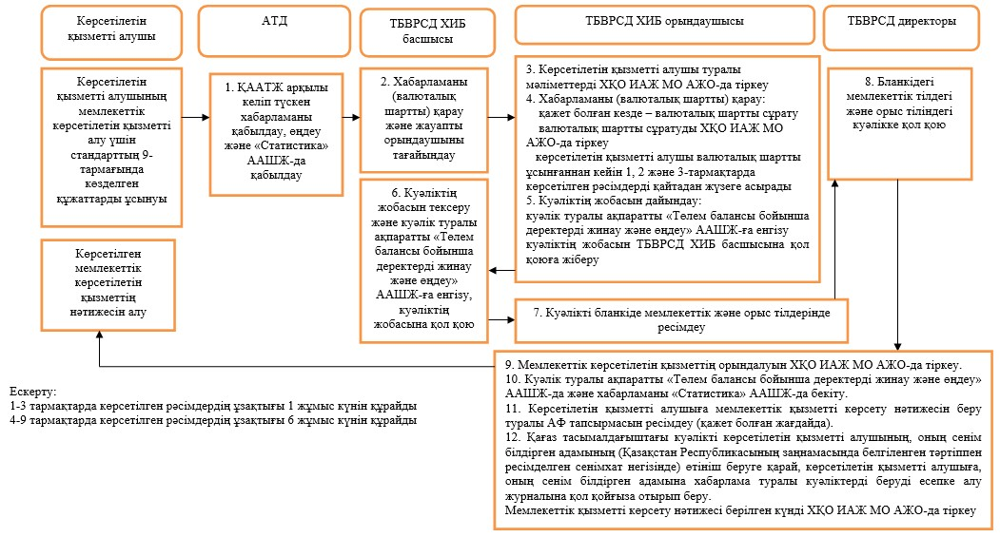 Көрсетілетін
қызметті алушы
АТД
ТБВРСД ХИБ
басшысы
ТБВРСД ХИБ орындаушысы
ТБВРСД директоры
Көрсетілетін
қызметті алушының
мемлекеттік
көрсетілетін қызметті
алу үшін
стандарттың 9-
тармағында
көзделген
құжаттарды ұсынуы
1. ҚААТЖ арқылы
келіп түскен
хабарламаны
қабылдау, өңдеу
және «Статистика»
ААШЖ-да
қабылдау
2. Хабарламаны
(валюталық
шартты) қарау
және жауапты
орындаушыны
тағайындау
3. Көрсетілетін қызметті алушы туралы
мәліметтерді ХҚО ИАЖ МО АЖО-да тіркеу
4. Хабарламаны (валюталық шартты) қарау:
қажет болған кезде – валюталық шартты сұрату
валюталық шартты сұратуды ХҚО ИАЖ МО
АЖО-да тіркеу
көрсетілетін қызметті алушы валюталық шартты
ұсынғаннан кейін 1, 2 және 3-тармақтарда
көрсетілген рәсімдерді қайтадан жүзеге асырады
5. Куәліктің жобасын дайындау:
куәлік туралы ақпаратты «Төлем балансы бойынша
деректерді жинау және өңдеу» ААШЖ-ға енгізу
куәліктің жобасын ТБВРСД ХИБ басшысына қол
қоюға жіберу
8. Бланкідегі
мемлекеттік тілдегі
және орыс тіліндегі
куәлікке қол қою
6. Куәліктің
жобасын тексеру
және куәлік туралы
ақпаратты «Төлем
балансы бойынша
деректерді жинау
және өңдеу»
ААШЖ-ға енгізу,
куәліктің
жобасына қол қою
Көрсетілген
мемлекеттік
көрсетілетін
қызметтің
нәтижесін алу
7. Куәлікті бланкіде мемлекеттік және орыс тілдерінде
ресімдеу
9. Мемлекеттік көрсетілетін қызметтің орындалуын ХҚО ИАЖ МО АЖО-да тіркеу.
10. Куәлік туралы ақпаратты «Төлем балансы бойынша деректерді жинау және өңдеу»
ААШЖ-да және хабарламаны «Статистика» ААШЖ-да бекіту.
11. Көрсетілетін қызметті алушыға мемлекеттік қызметті көрсету нәтижесін беру
туралы АФ тапсырмасын ресімдеу (қажет болған жағдайда).
12. Қағаз тасымалдағыштағы куәлікті көрсетілетін қызметті алушының, оның сенім
білдірген адамының (Қазақстан Республикасының заңнамасында белгіленген тәртіппен
ресімделген сенімхат негізінде) өтініш беруге қарай, көрсетілетін қызметті алушыға,
оның сенім білдірген адамына хабарлама туралы куәліктерді беруді есепке алу
журналына қол қойғыза отырып беру.
Мемлекеттік қызметті көрсету нәтижесі берілген күнді ХҚО ИАЖ МО АЖО-да тіркеу
Ескерту:
1-3 тармақтарда көрсетілген рәсімдердің ұзақтығы 1 жұмыс күнін құрайды
4-9 тармақтарда көрсетілген рәсімдердің ұзақтығы 6 жұмыс күнін құрайды